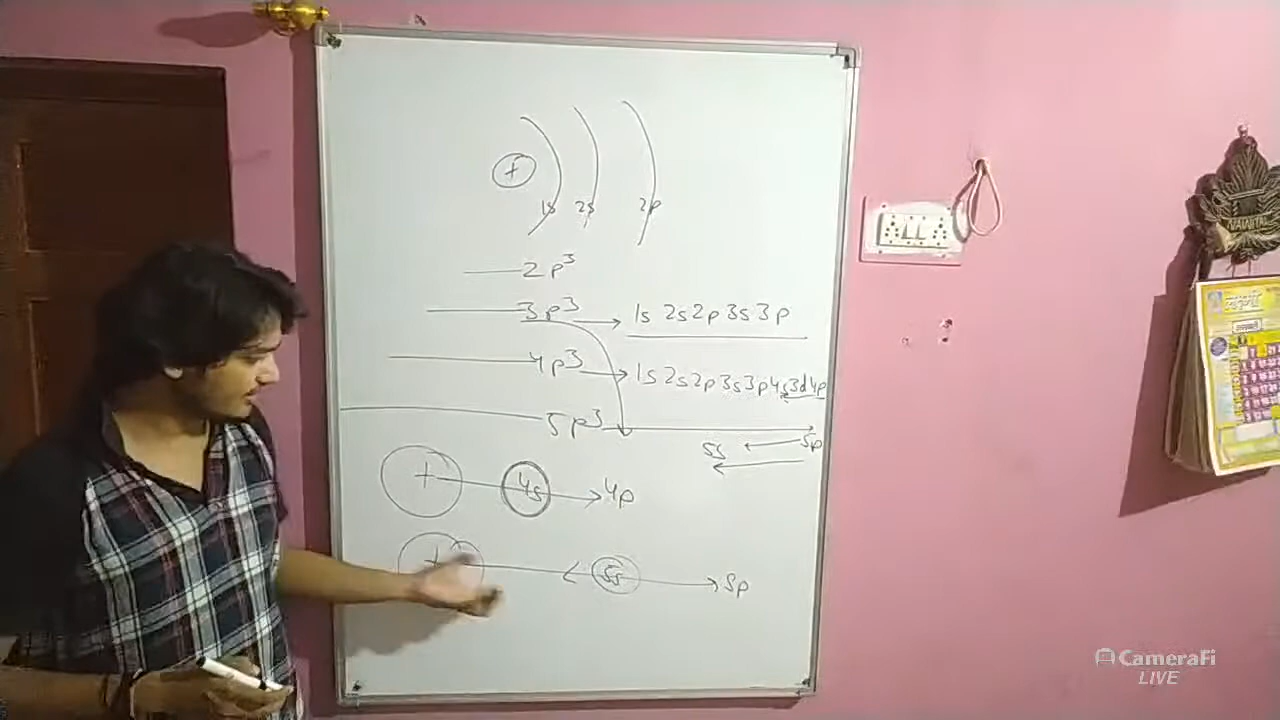 +
1s 2s 2p
2p³
3p³ → 1s 2s 2p 3s 3p
4p³ → 1s 2s 2p 3s 3p 4s 3d 4p
5p³
5s ← 5p
+ 4s → 4p
+ < 5s → 5p
NAINITAL
CameraFi
LIVE